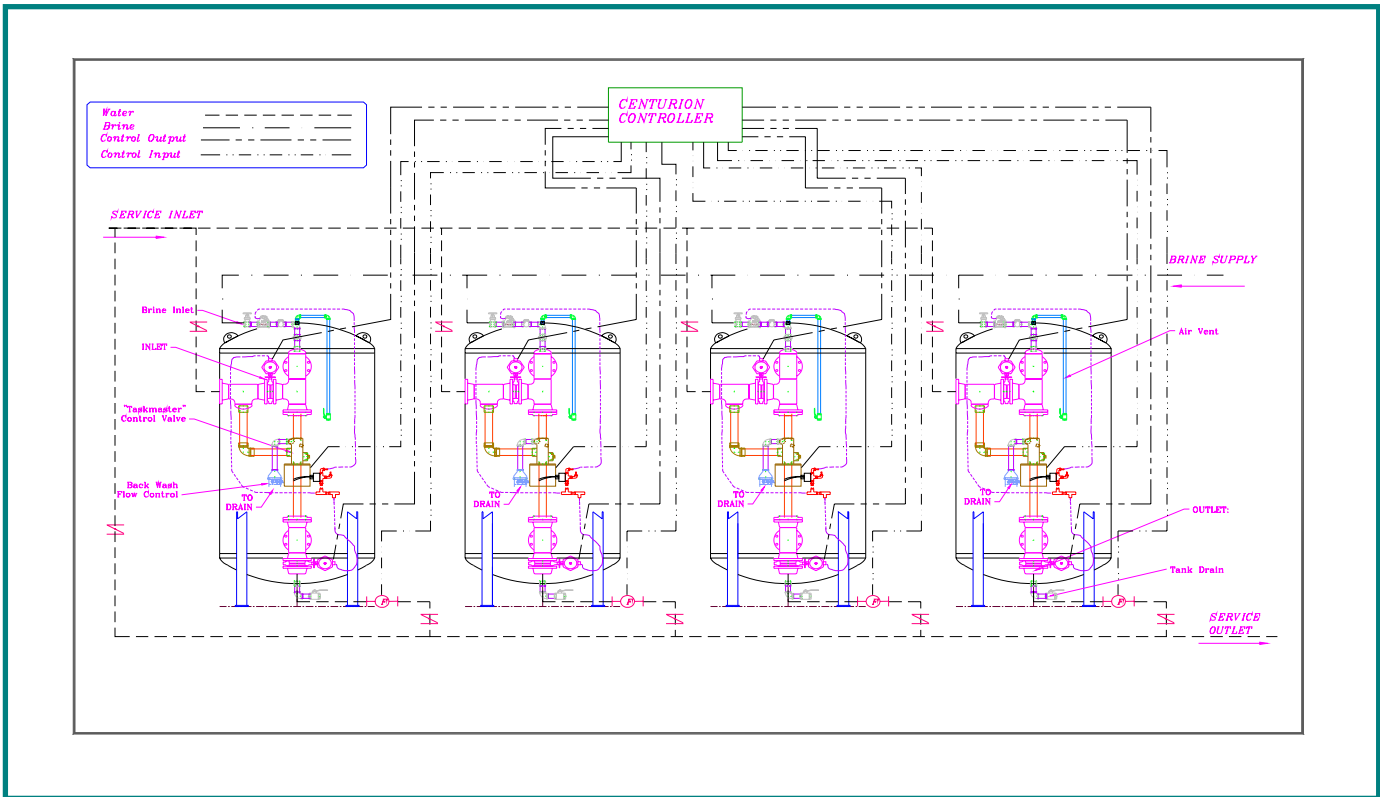 CENTURION
CONTROLLER
Water
Brine
Control Output
Control Input
SERVICE INLET
BRINE SUPPLY
Brine Inlet
Air Vent
INLET
"Taskmaster"
Control Valve
Back Wash
Flow Control
TO
DRAIN
TO
DRAIN
TO
DRAIN
TO
DRAIN
OUTLET:
Tank Drain
F
F
F
F
SERVICE
OUTLET